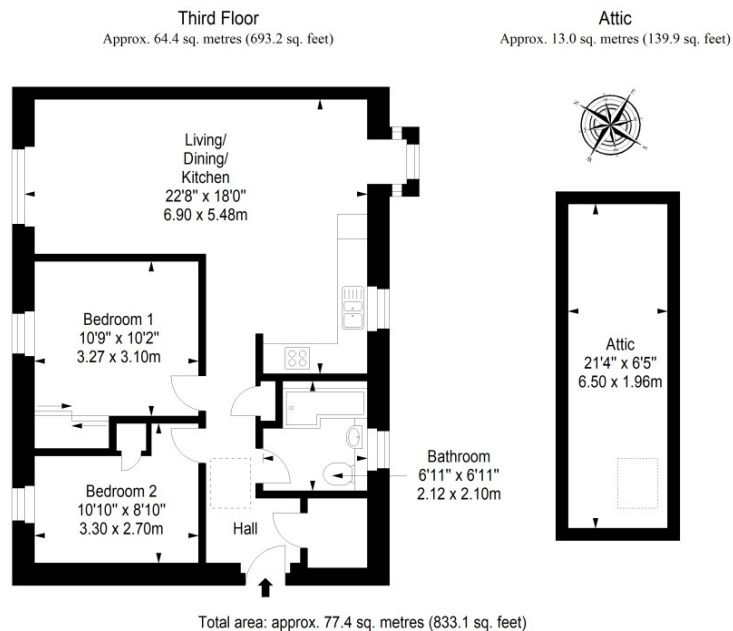 Third Floor
Approx. 64.4 sq. metres (693.2 sq. feet)
Attic
Approx. 13.0 sq. metres (139.9 sq. feet)
Living/
Dining/
Kitchen
22'8" x 18'0"
6.90 x 5.48m
Bedroom 1
10'9" x 10'2"
3.27 x 3.10m
Attic
21'4" x 6'5"
6.50 x 1.96m
Bathroom
6'11" x 6'11"
2.12 x 2.10m
Bedroom 2
10'10" x 8'10"
3.30 x 2.70m
Hall
Total area: approx. 77.4 sq. metres (833.1 sq. feet)